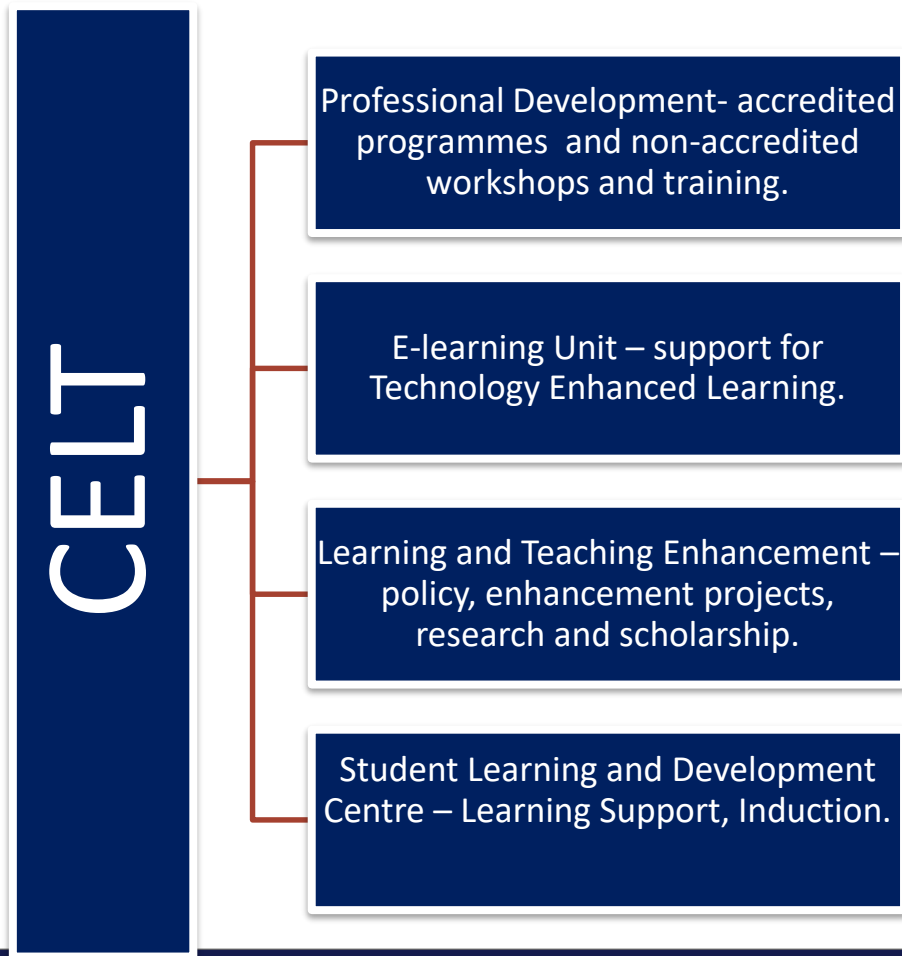 CELT
Professional Development- accredited
programmes  and non-accredited
workshops and training.
E-learning Unit – support for
Technology Enhanced Learning.
Learning and Teaching Enhancement –
policy, enhancement projects,
research and scholarship.
Student Learning and Development
Centre – Learning Support, Induction.